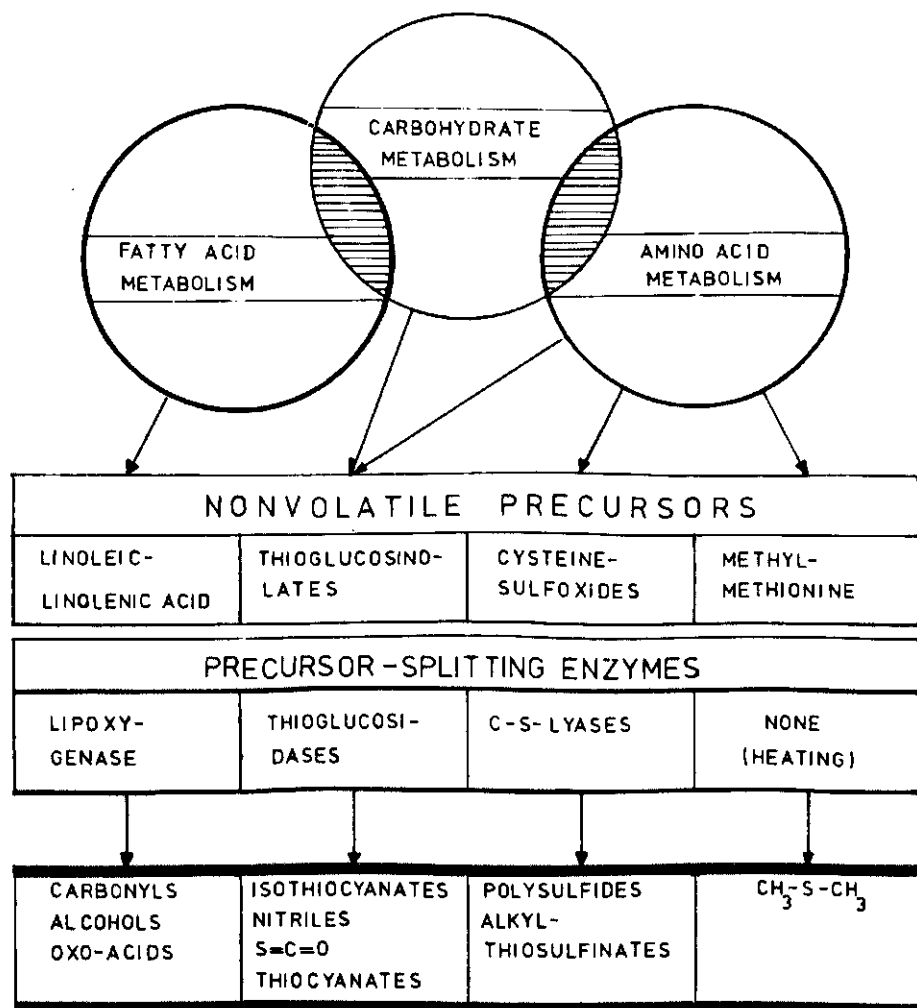 CARBOHYDRATE
METABOLISM
FATTY ACID
METABOLISM
AMINO ACID
METABOLISM
NONVOLATILE PRECURSORS
LINOLEIC-
LINOLENIC ACID
THIOGLUCOSINO-
LATES
CYSTEINE-
SULFOXIDES
METHYL-
METHIONINE
PRECURSOR-SPLITTING ENZYMES
LIPOXY-
GENASE
THIOGLUCOSI-
DASES
C-S-LYASES
NONE
(HEATING)
CARBONYLS
ALCOHOLS
OXO-ACIDS
ISOTHIOCYANATES
NITRILES
S=C=O
THIOCYANATES
POLYSULFIDES
ALKYL-
THIOSULFINATES
CH₃-S-CH₃